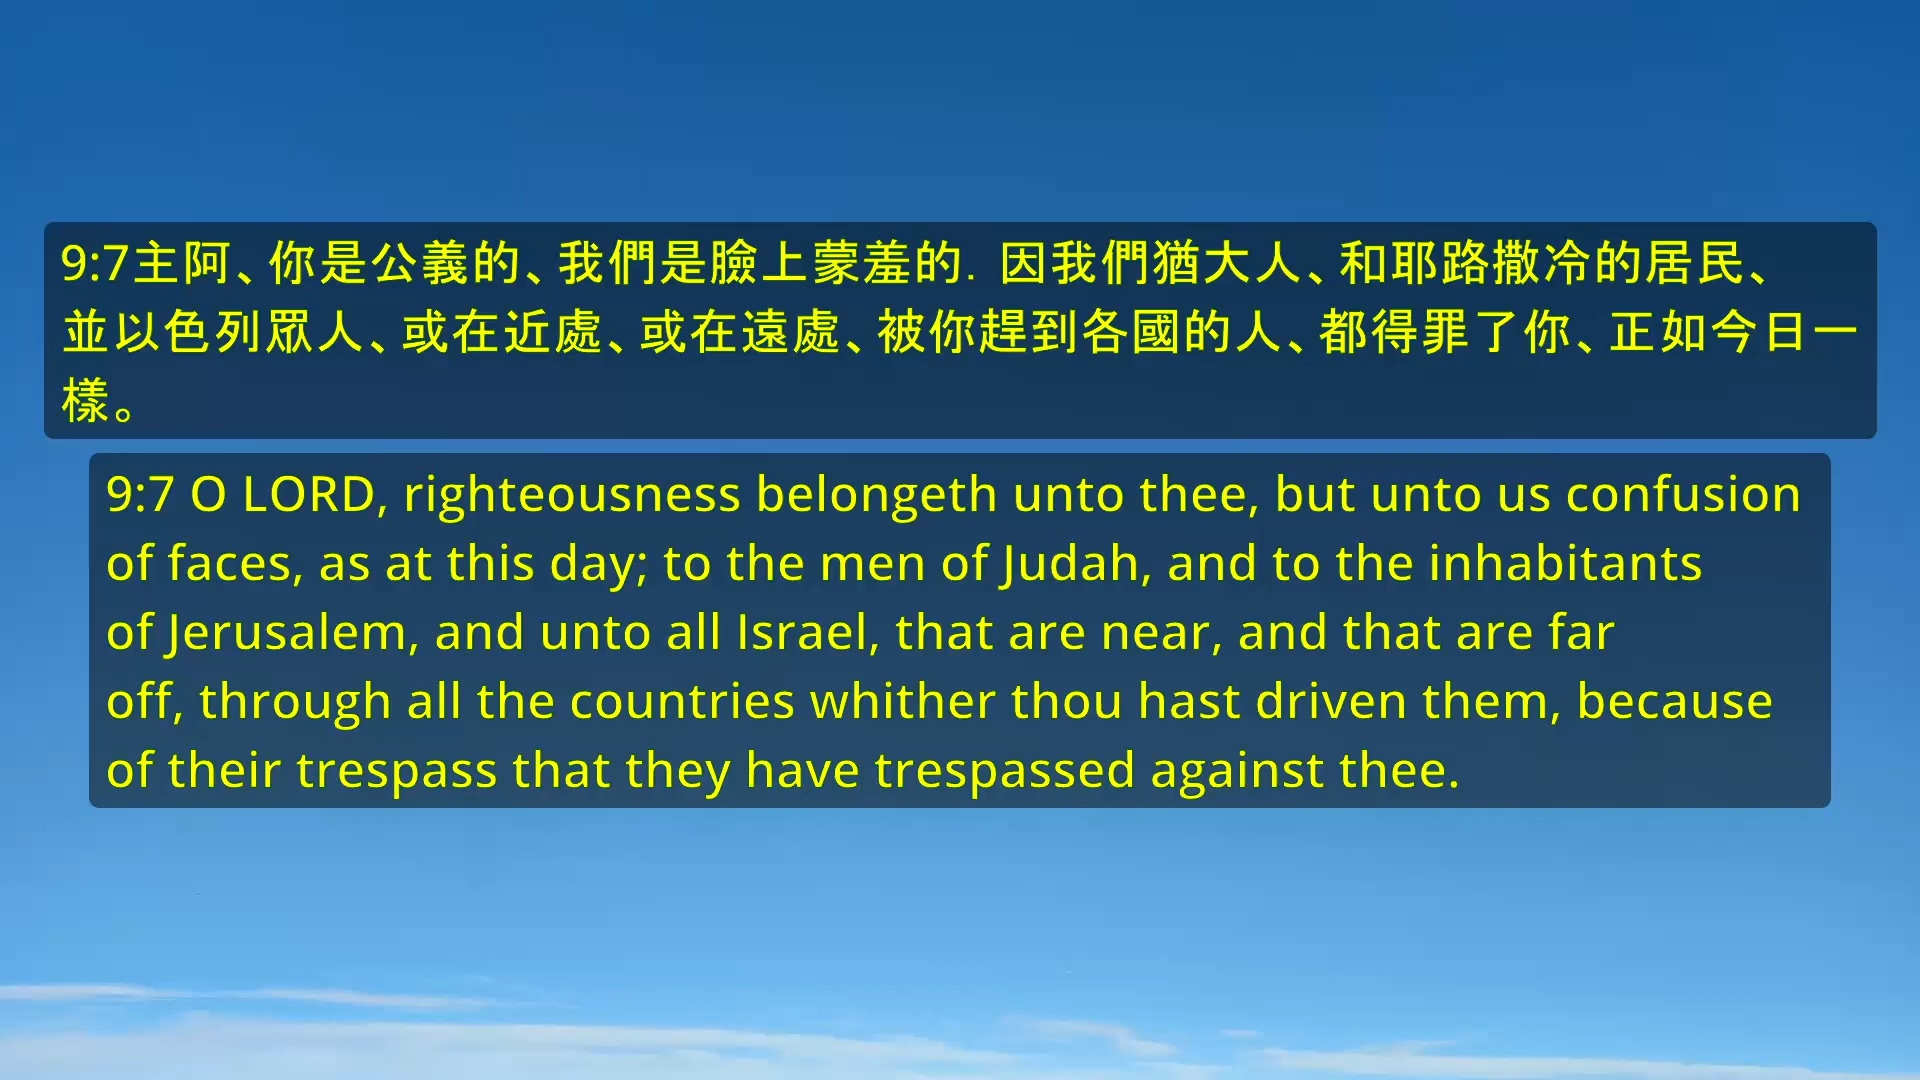 9:7主阿、你是公義的、我們是臉上蒙羞的. 因我們猶大人、和耶路撒冷的居民、
並以色列眾人、或在近處、或在遠處、被你趕到各國的人、都得罪了你、正如今日一
樣。
9:7 O LORD, righteousness belongeth unto thee, but unto us confusion
of faces, as at this day; to the men of Judah, and to the inhabitants
of Jerusalem, and unto all Israel, that are near, and that are far
off, through all the countries whither thou hast driven them, because
of their trespass that they have trespassed against thee.